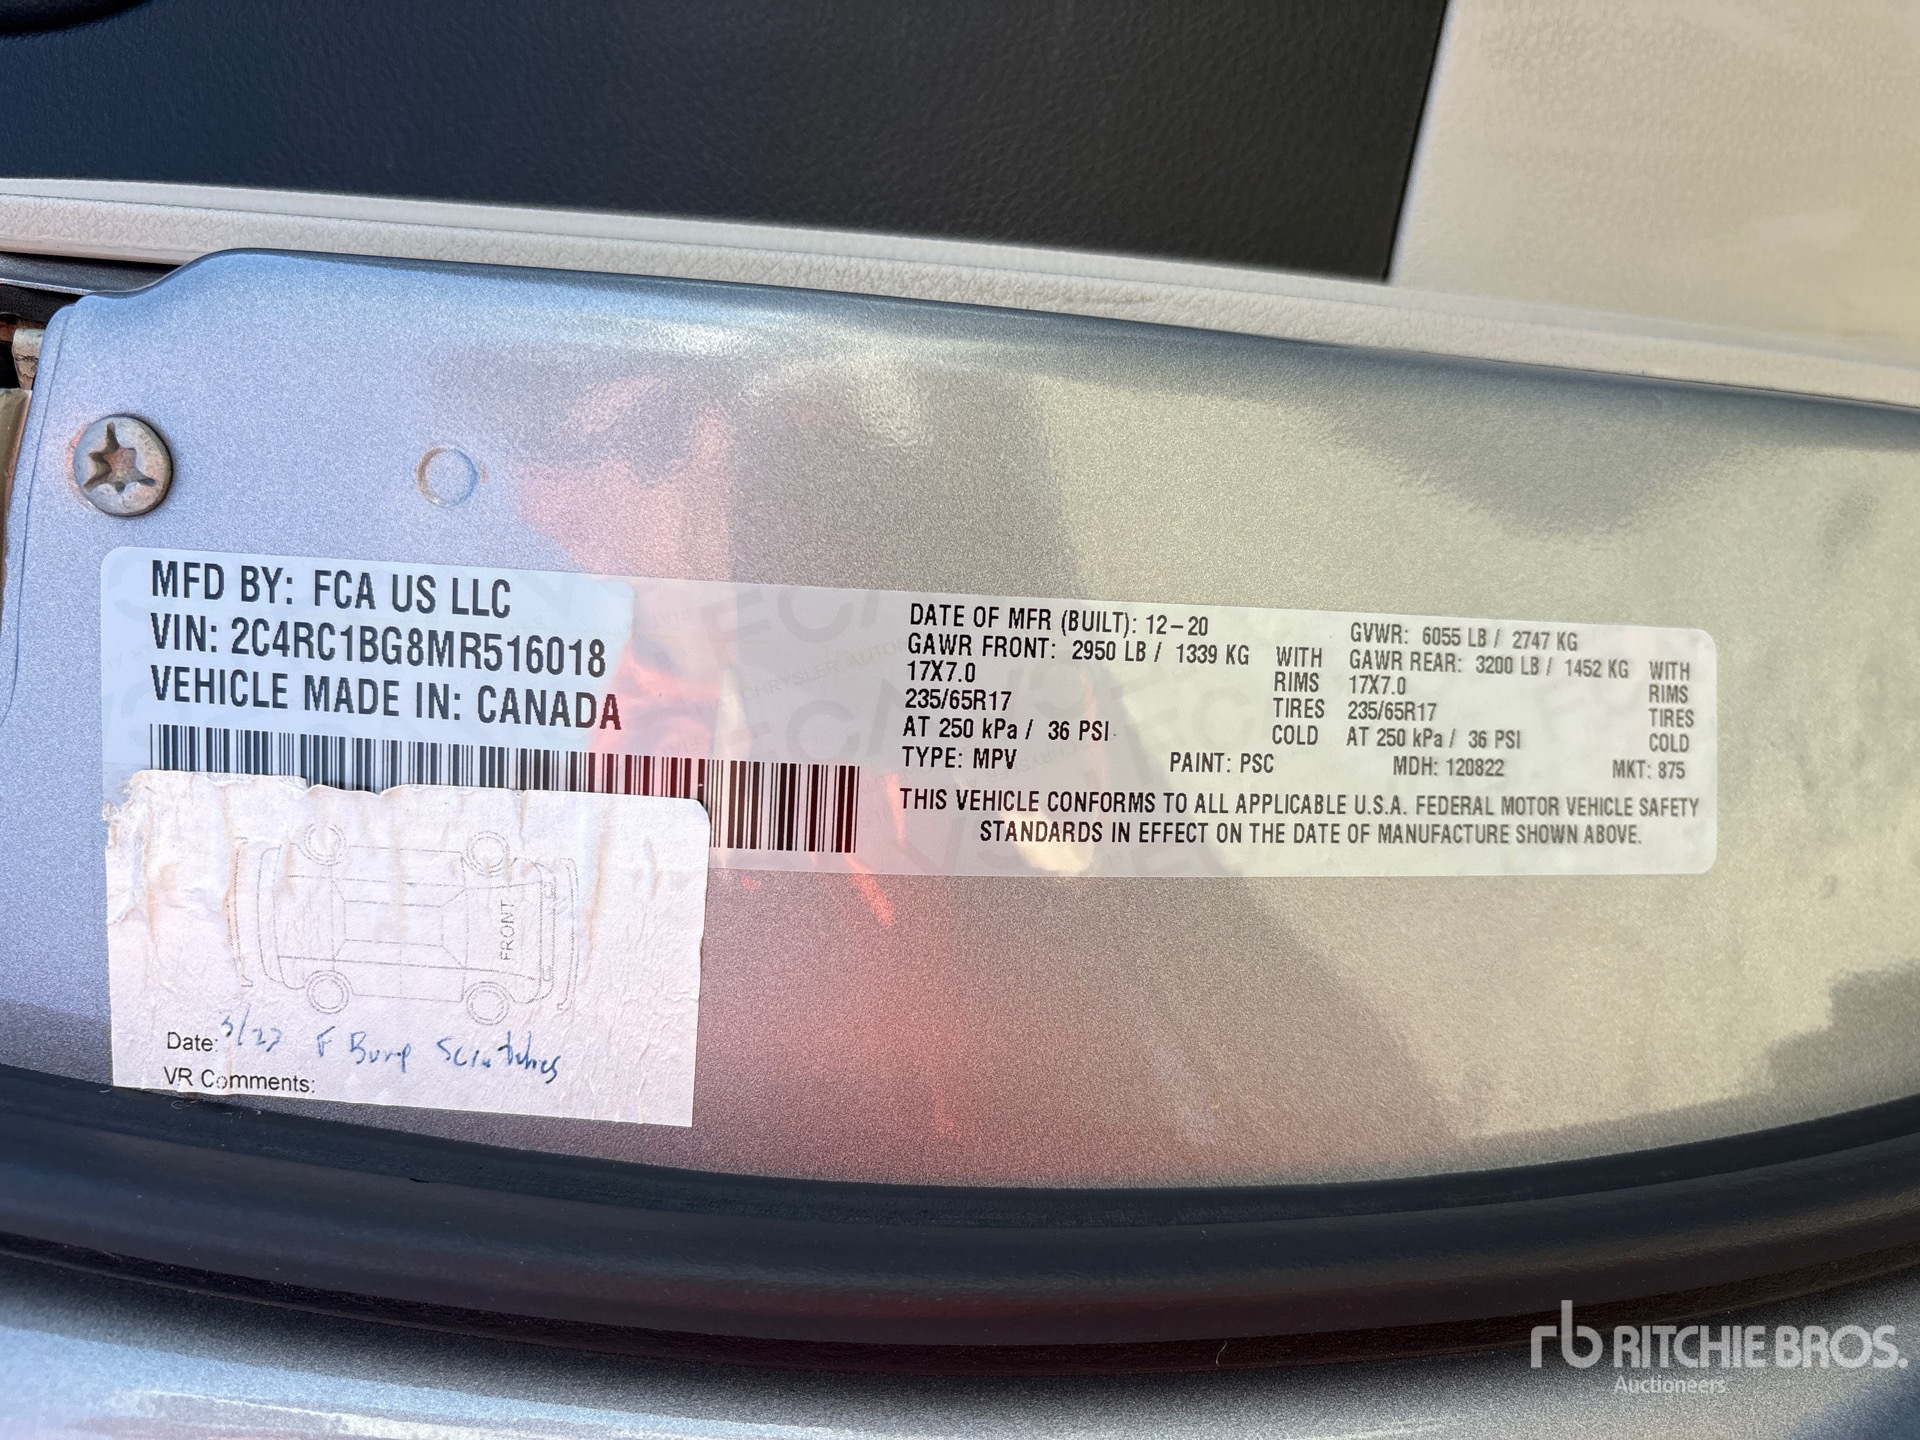 MFD BY: FCA US LLC
VIN: 2C4RC1BG8MR516018
VEHICLE MADE IN: CANADA
DATE OF MFR (BUILT): 12-20
GAWR FRONT: 2950 LB / 1339 KG WITH
17X7.0 RIMS
235/65R17 TIRES
AT 250 kPa / 36 PSI COLD
GVWR: 6055 LB / 2747 KG
GAWR REAR: 3200 LB / 1452 KG WITH
17X7.0 RIMS
235/65R17 TIRES
AT 250 kPa / 36 PSI COLD
TYPE: MPV PAINT: PSC MDH: 120822 MKT: 875
THIS VEHICLE CONFORMS TO ALL APPLICABLE U.S.A. FEDERAL MOTOR VEHICLE SAFETY
STANDARDS IN EFFECT ON THE DATE OF MANUFACTURE SHOWN ABOVE.
FRONT
Date: 3/23 F Bump Scratches
VR Comments:
rb RITCHIE BROS.
Auctioneers